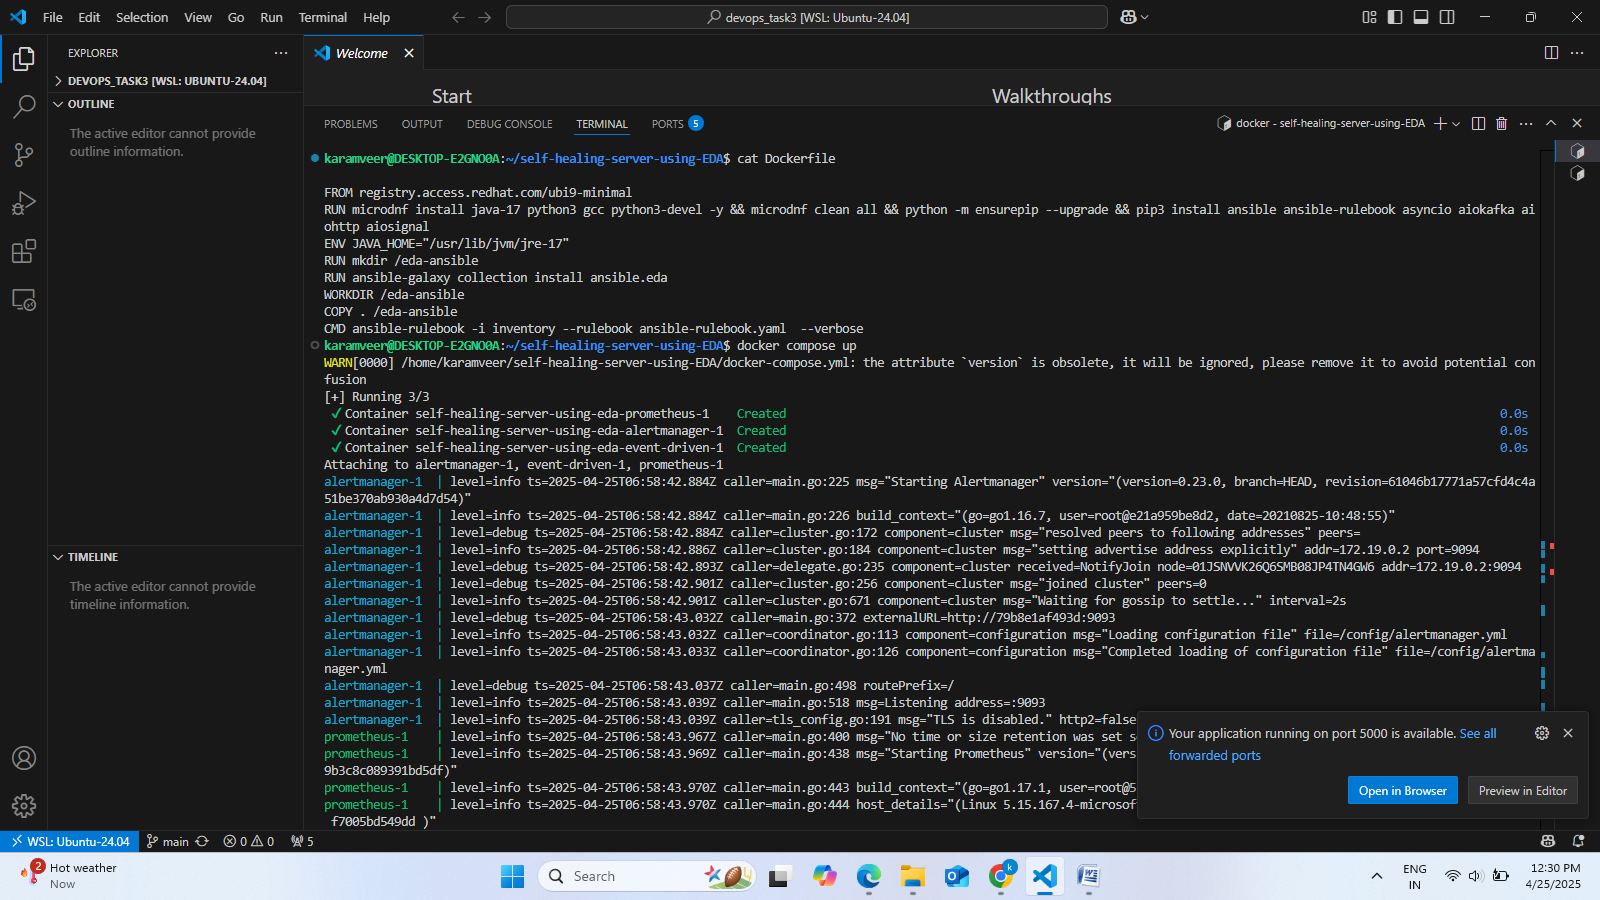 File Edit Selection View Go Run Terminal Help
devops_task3 [WSL: Ubuntu-24.04]
EXPLORER
DEVOPS_TASK3 [WSL: UBUNTU-24.04]
OUTLINE
The active editor cannot provide
outline information.
TIMELINE
The active editor cannot provide
timeline information.
Welcome
Start
Walkthroughs
PROBLEMS OUTPUT DEBUG CONSOLE TERMINAL PORTS 5
docker - self-healing-server-using-EDA
karamveer@DESKTOP-E2GNO0A:~/self-healing-server-using-EDA$ cat Dockerfile
FROM registry.access.redhat.com/ubi9-minimal
RUN microdnf install java-17 python3 gcc python3-devel -y && microdnf clean all && python -m ensurepip --upgrade && pip3 install ansible ansible-rulebook asyncio aiokafka ai
ohttp aiosignal
ENV JAVA_HOME="/usr/lib/jvm/jre-17"
RUN mkdir /eda-ansible
RUN ansible-galaxy collection install ansible.eda
WORKDIR /eda-ansible
COPY . /eda-ansible
CMD ansible-rulebook -i inventory --rulebook ansible-rulebook.yaml  --verbose
karamveer@DESKTOP-E2GNO0A:~/self-healing-server-using-EDA$ docker compose up
WARN[0000] /home/karamveer/self-healing-server-using-EDA/docker-compose.yml: the attribute `version` is obsolete, it will be ignored, please remove it to avoid potential con
fusion
[+] Running 3/3
✓ Container self-healing-server-using-eda-prometheus-1 Created 0.0s
✓ Container self-healing-server-using-eda-alertmanager-1 Created 0.0s
✓ Container self-healing-server-using-eda-event-driven-1 Created 0.0s
Attaching to alertmanager-1, event-driven-1, prometheus-1
alertmanager-1 | level=info ts=2025-04-25T06:58:42.884Z caller=main.go:225 msg="Starting Alertmanager" version="(version=0.23.0, branch=HEAD, revision=61046b17771a57cfd4c4a
51be370ab930a4d7d54)"
alertmanager-1 | level=info ts=2025-04-25T06:58:42.884Z caller=main.go:226 build_context="(go=go1.16.7, user=root@e21a959be8d2, date=20210825-10:48:55)"
alertmanager-1 | level=debug ts=2025-04-25T06:58:42.884Z caller=cluster.go:172 component=cluster msg="resolved peers to following addresses" peers=
alertmanager-1 | level=info ts=2025-04-25T06:58:42.886Z caller=cluster.go:184 component=cluster msg="setting advertise address explicitly" addr=172.19.0.2 port=9094
alertmanager-1 | level=debug ts=2025-04-25T06:58:42.893Z caller=delegate.go:235 component=cluster received=NotifyJoin node=01JSNVVK26Q6SMB08JP4TN4GW6 addr=172.19.0.2:9094
alertmanager-1 | level=debug ts=2025-04-25T06:58:42.901Z caller=cluster.go:256 component=cluster msg="joined cluster" peers=0
alertmanager-1 | level=info ts=2025-04-25T06:58:42.901Z caller=cluster.go:671 component=cluster msg="Waiting for gossip to settle..." interval=2s
alertmanager-1 | level=debug ts=2025-04-25T06:58:43.032Z caller=main.go:372 externalURL=http://79b8e1af493d:9093
alertmanager-1 | level=info ts=2025-04-25T06:58:43.032Z caller=coordinator.go:113 component=configuration msg="Loading configuration file" file=/config/alertmanager.yml
alertmanager-1 | level=info ts=2025-04-25T06:58:43.033Z caller=coordinator.go:126 component=configuration msg="Completed loading of configuration file" file=/config/alertma
nager.yml
alertmanager-1 | level=debug ts=2025-04-25T06:58:43.037Z caller=main.go:498 routePrefix=/
alertmanager-1 | level=info ts=2025-04-25T06:58:43.039Z caller=main.go:518 msg=Listening address=:9093
alertmanager-1 | level=info ts=2025-04-25T06:58:43.039Z caller=tls_config.go:191 msg="TLS is disabled." http2=false
prometheus-1 | level=info ts=2025-04-25T06:58:43.967Z caller=main.go:400 msg="No time or size retention was set s
prometheus-1 | level=info ts=2025-04-25T06:58:43.969Z caller=main.go:438 msg="Starting Prometheus" version="(vers
9b3c8c089391bd5df)"
prometheus-1 | level=info ts=2025-04-25T06:58:43.970Z caller=main.go:443 build_context="(go=go1.17.1, user=root@5
prometheus-1 | level=info ts=2025-04-25T06:58:43.970Z caller=main.go:444 host_details="(Linux 5.15.167.4-microsof
f7005bd549dd )"
Your application running on port 5000 is available. See all
forwarded ports
Open in Browser
Preview in Editor
WSL: Ubuntu-24.04 main 0 0 5
2
Hot weather
Now
Search
k
ENG
IN
12:30 PM
4/25/2025